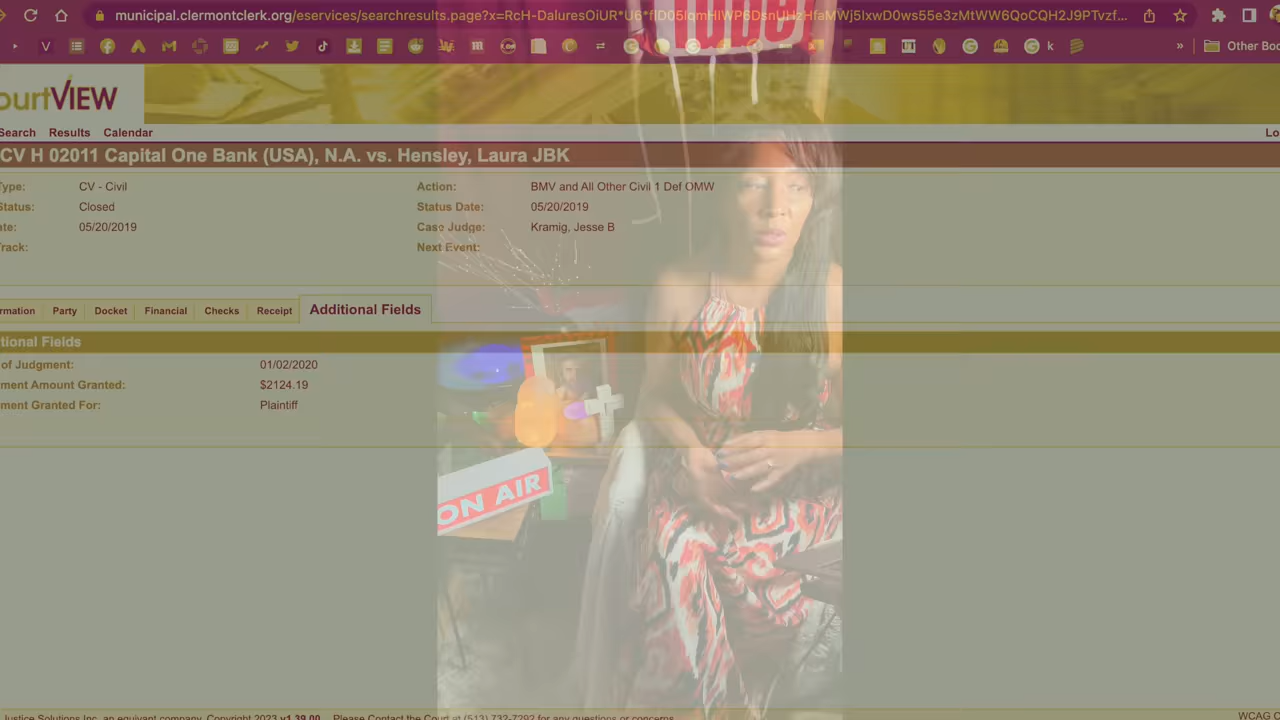 municipal.clermontclerk.org/eservices/searchresults.page?x=RcH-DaluresOiUR*U6*
k
»
Other Boo
ourtVIEW
Search Results Calendar
Lo
CV H 02011 Capital One Bank (USA), N.A. vs. Hensley, Laura JBK
Type: CV - Civil Action: BMV and All Other Civil 1 Def OMW
Status: Closed Status Date: 05/20/2019
ate: 05/20/2019 Case Judge: Kramig, Jesse B
Track: Next Event:
rmation Party Docket Financial Checks Receipt Additional Fields
tional Fields
of Judgment: 01/02/2020
ment Amount Granted: $2124.19
ment Granted For: Plaintiff
ON AIR
Justice Solutions Inc, an equivant company. Copyright 2023 v1.39.00 Please Contact the Court at (513) 732-7292 for any questions or concerns.
WCAG C